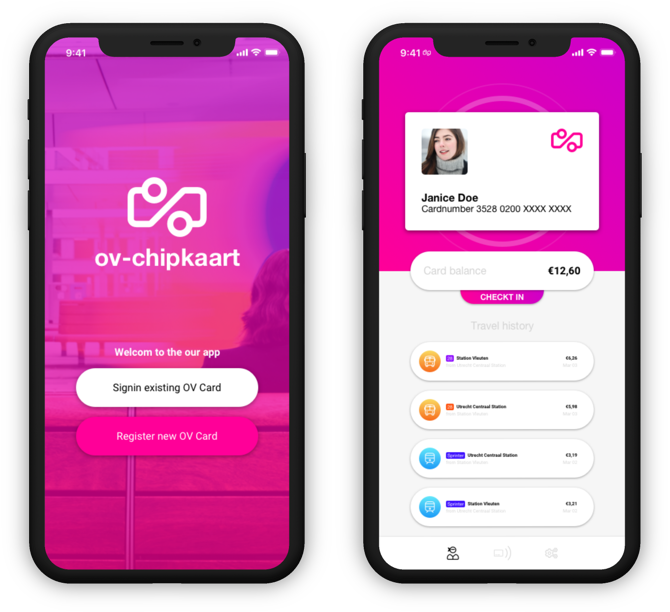 9:41
ov-chipkaart
Welcom to the our app
Signin existing OV Card
Register new OV Card
9:41
Janice Doe
Cardnumber 3528 0200 XXXX XXXX
Card balance €12,60
CHECKT IN
Travel history
Station Vleuten €6,26
Utrecht Centraal Station €5,98
Sprinter Utrecht Centraal Station €3,19
Sprinter Station Vleuten €3,21